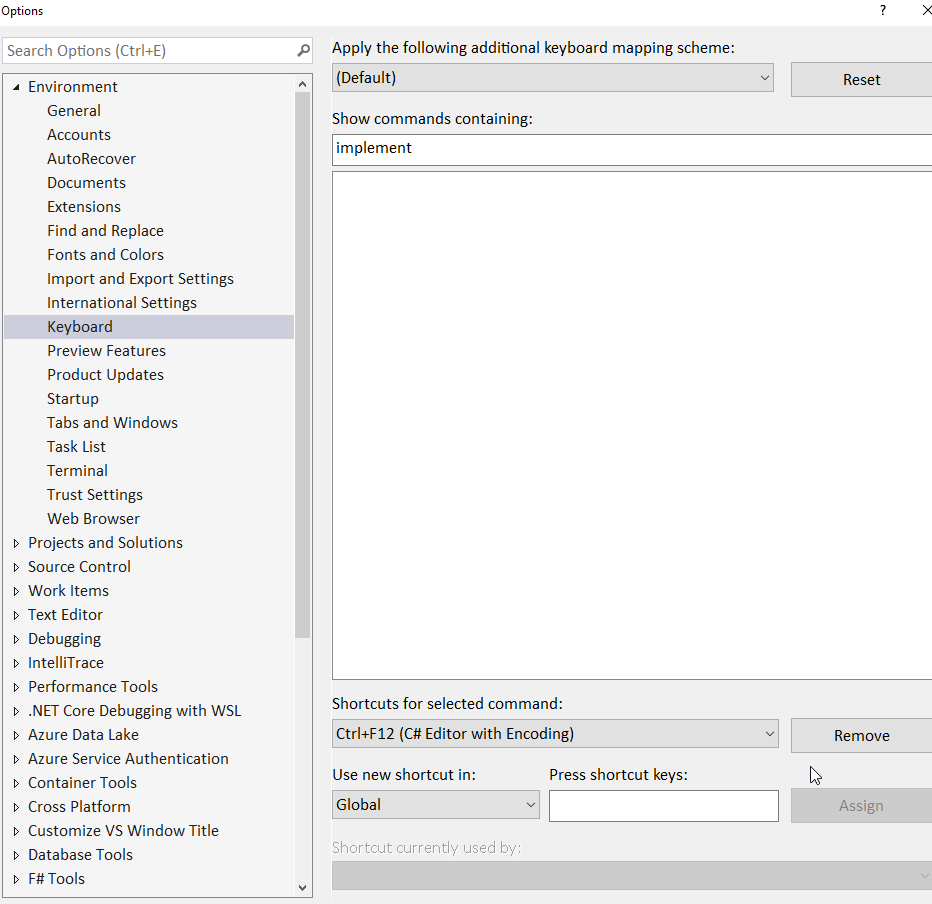 Options
?
Search Options (Ctrl+E)
Environment
General
Accounts
AutoRecover
Documents
Extensions
Find and Replace
Fonts and Colors
Import and Export Settings
International Settings
Keyboard
Preview Features
Product Updates
Startup
Tabs and Windows
Task List
Terminal
Trust Settings
Web Browser
Projects and Solutions
Source Control
Work Items
Text Editor
Debugging
IntelliTrace
Performance Tools
.NET Core Debugging with WSL
Azure Data Lake
Azure Service Authentication
Container Tools
Cross Platform
Customize VS Window Title
Database Tools
F# Tools
Apply the following additional keyboard mapping scheme:
(Default)
Reset
Show commands containing:
implement
Shortcuts for selected command:
Ctrl+F12 (C# Editor with Encoding)
Remove
Use new shortcut in:
Press shortcut keys:
Global
Assign
Shortcut currently used by: